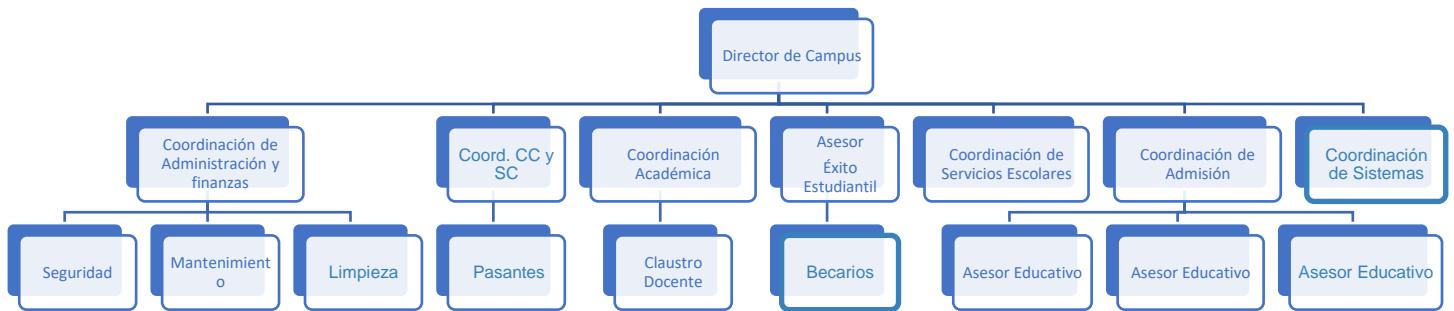 Director de Campus
Coordinación de
Administración y
finanzas
Coord. CC y
SC
Coordinación
Académica
Asesor
Éxito
Estudiantil
Coordinación de
Servicios Escolares
Coordinación de
Admisión
Coordinación
de Sistemas
Seguridad
Mantenimient
o
Limpieza
Pasantes
Claustro
Docente
Becarios
Asesor Educativo
Asesor Educativo
Asesor Educativo